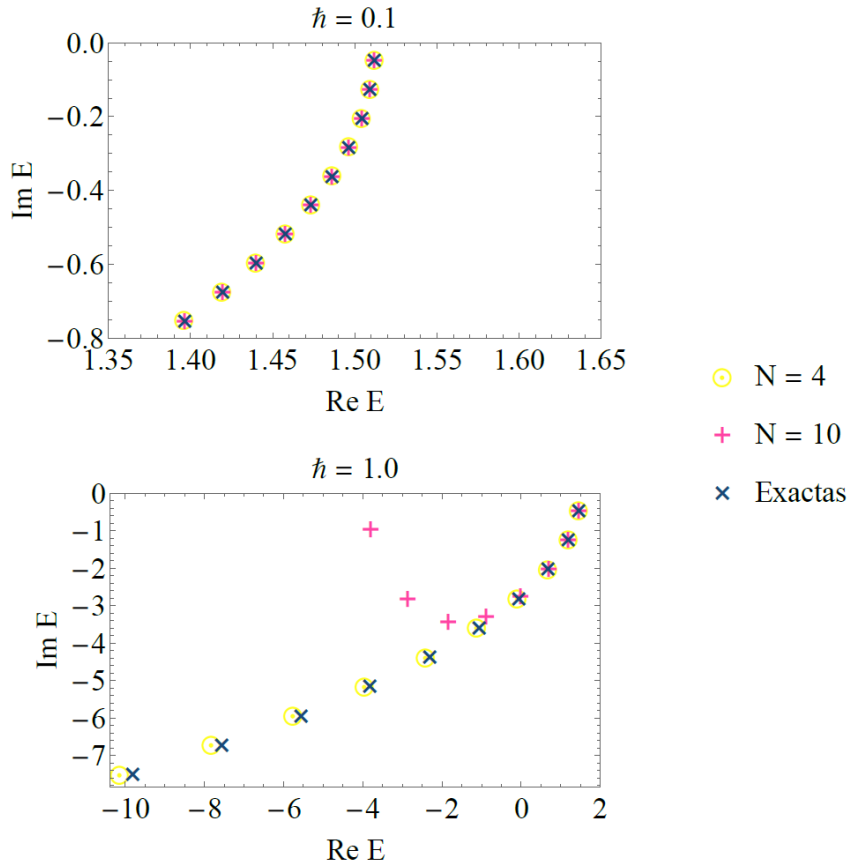 ħ = 0.1
0.0
−0.2
−0.4
−0.6
−0.8
Im E
1.35 1.40 1.45 1.50 1.55 1.60 1.65
Re E
N = 4
N = 10
Exactas
ħ = 1.0
0
−1
−2
−3
−4
−5
−6
−7
Im E
−10 −8 −6 −4 −2 0 2
Re E